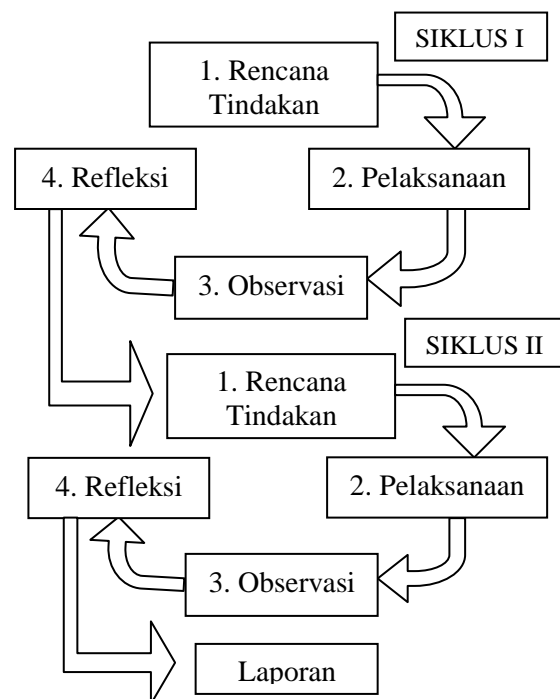 SIKLUS I
1. Rencana
Tindakan
2. Pelaksanaan
3. Observasi
4. Refleksi
SIKLUS II
1. Rencana
Tindakan
2. Pelaksanaan
3. Observasi
4. Refleksi
Laporan